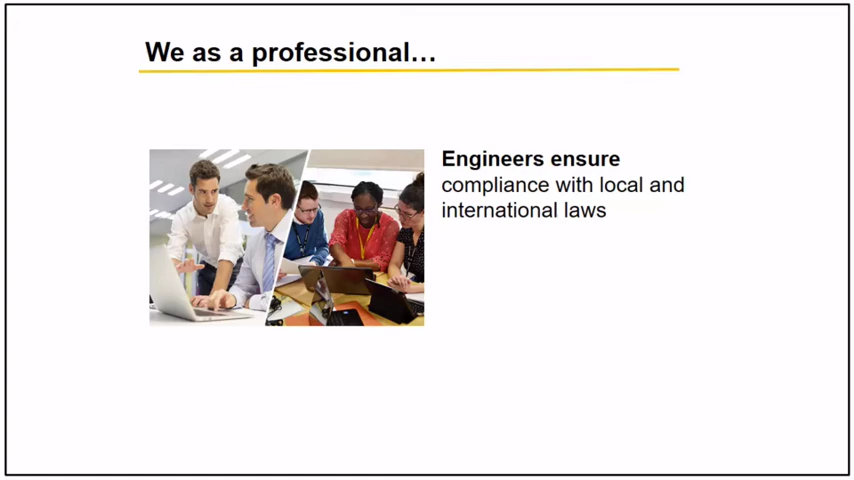 We as a professional…
Engineers ensure
compliance with local and
international laws